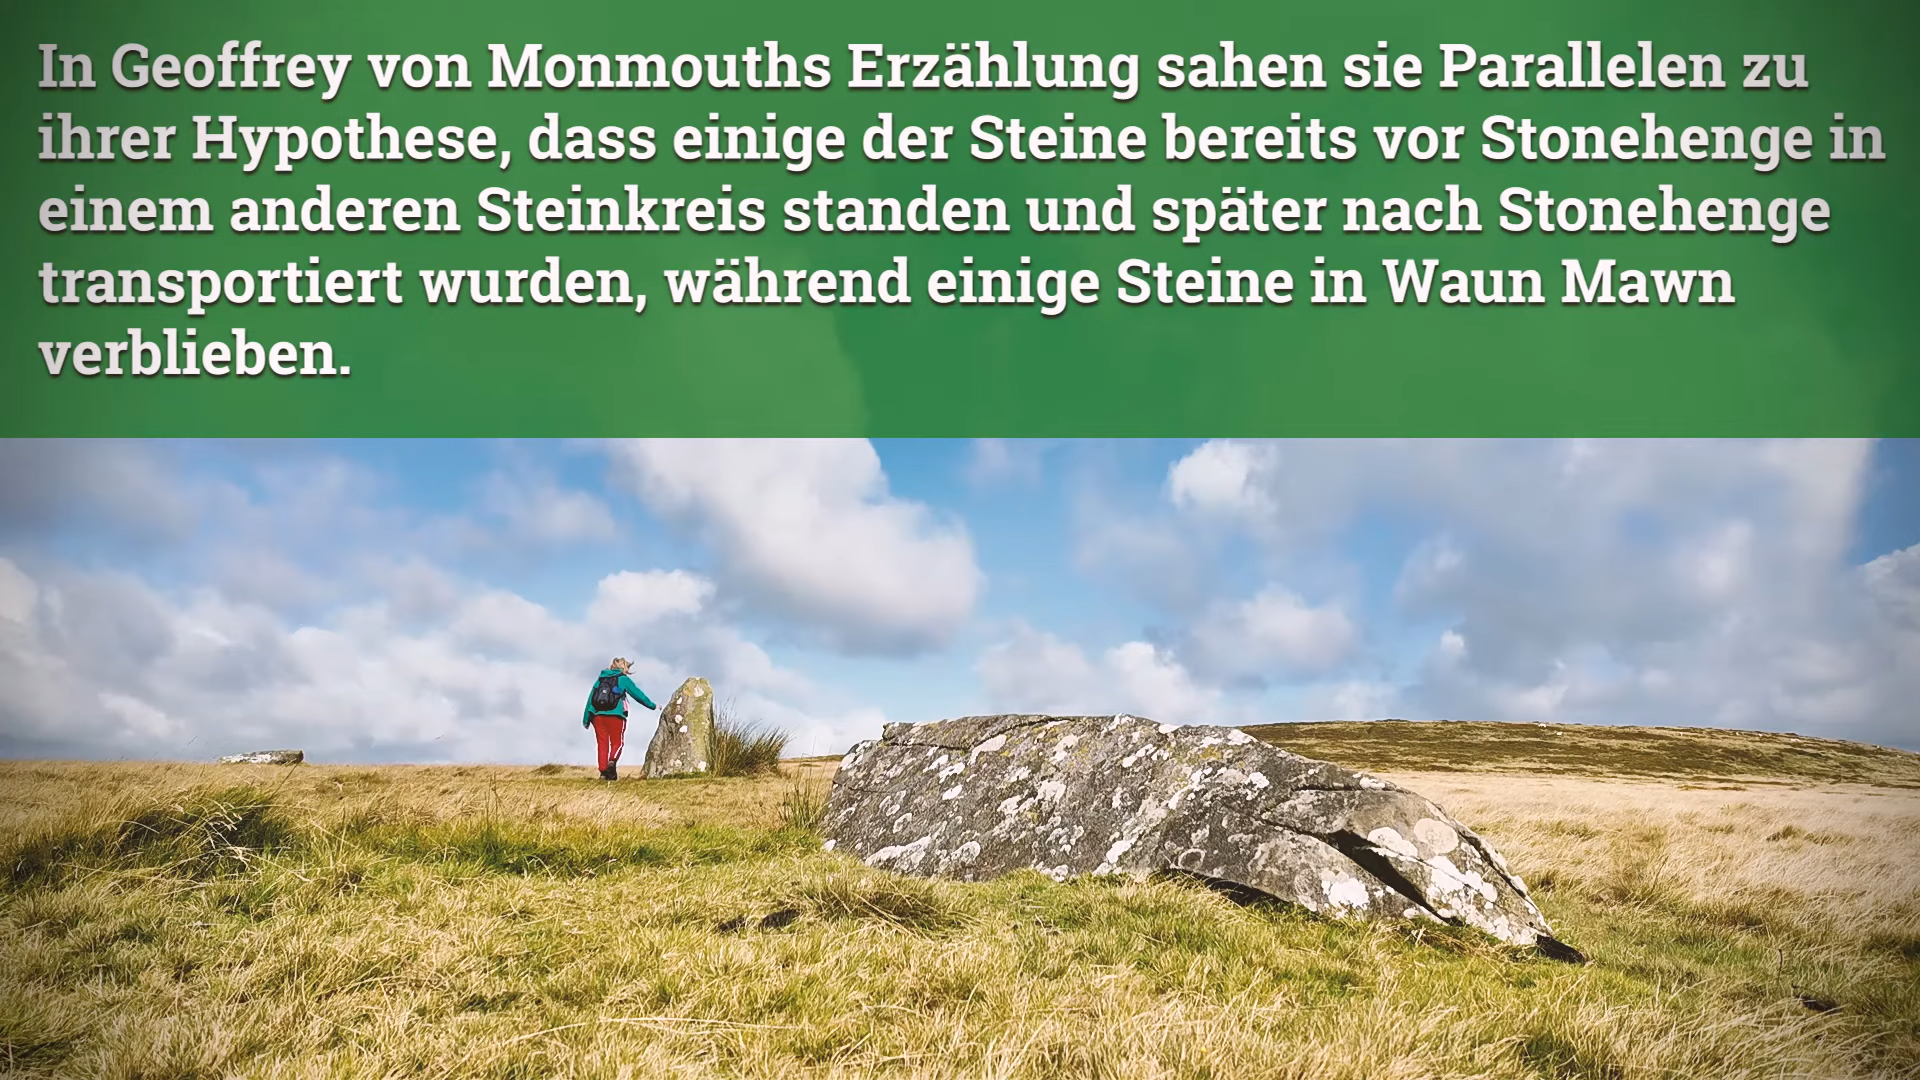 In Geoffrey von Monmouths Erzählung sahen sie Parallelen zu
ihrer Hypothese, dass einige der Steine bereits vor Stonehenge in
einem anderen Steinkreis standen und später nach Stonehenge
transportiert wurden, während einige Steine in Waun Mawn
verblieben.